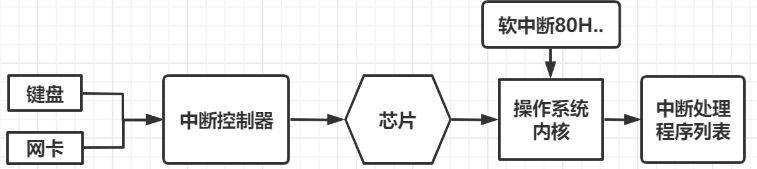 软中断80H..
键盘
网卡
中断控制器
芯片
操作系统
内核
中断处理
程序列表